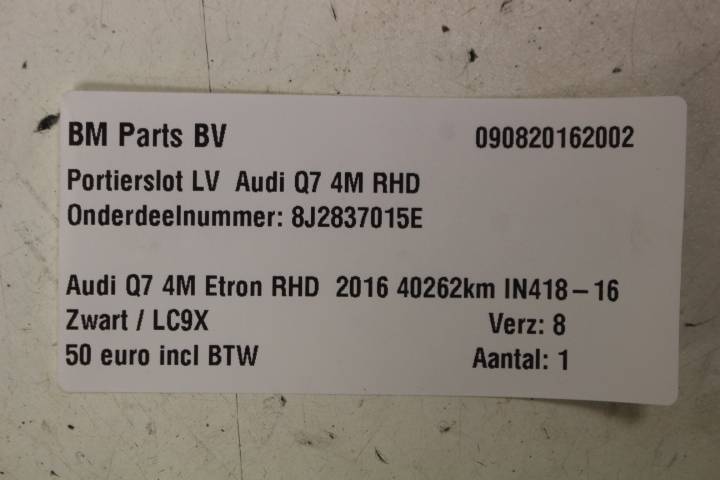 BM Parts BV 090820162002
Portierslot LV Audi Q7 4M RHD
Onderdeelnummer: 8J2837015E
Audi Q7 4M Etron RHD 2016 40262km IN418-16
Zwart / LC9X Verz: 8
50 euro incl BTW Aantal: 1